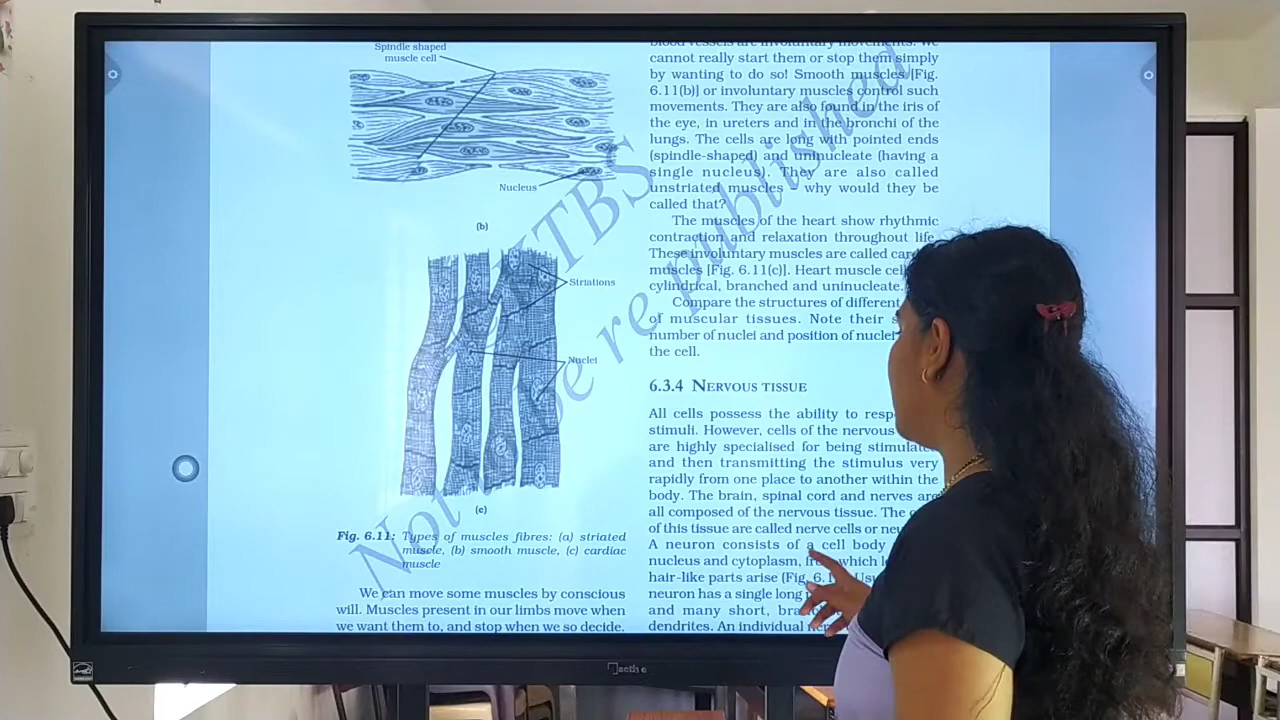 Spindle shaped
muscle cell
Nucleus
(b)
Striations
Nuclei
(c)
Fig. 6.11: Types of muscles fibres: (a) striated
muscle, (b) smooth muscle, (c) cardiac
muscle
We can move some muscles by conscious
will. Muscles present in our limbs move when
we want them to, and stop when we so decide.
blood vessels are involuntary movements. We
cannot really start them or stop them simply
by wanting to do so! Smooth muscles [Fig.
6.11(b)] or involuntary muscles control such
movements. They are also found in the iris of
the eye, in ureters and in the bronchi of the
lungs. The cells are long with pointed ends
(spindle-shaped) and uninucleate (having a
single nucleus). They are also called
unstriated muscles – why would they be
called that?
The muscles of the heart show rhythmic
contraction and relaxation throughout life.
These involuntary muscles are called
muscles [Fig. 6.11(c)]. Heart muscle
cylindrical, branched and uninucleate.
Compare the structures of different
of muscular tissues. Note their
number of nuclei and position of nuclei
the cell.
6.3.4 NERVOUS TISSUE
All cells possess the ability to
stimuli. However, cells of the nervous
are highly specialised for being stimulated
and then transmitting the stimulus very
rapidly from one place to another within the
body. The brain, spinal cord and nerves are
all composed of the nervous tissue. The
of this tissue are called nerve cells or
A neuron consists of a cell body
nucleus and cytoplasm, from which
hair-like parts arise (Fig.
neuron has a single long
and many short,
dendrites. An individual
Not be republished